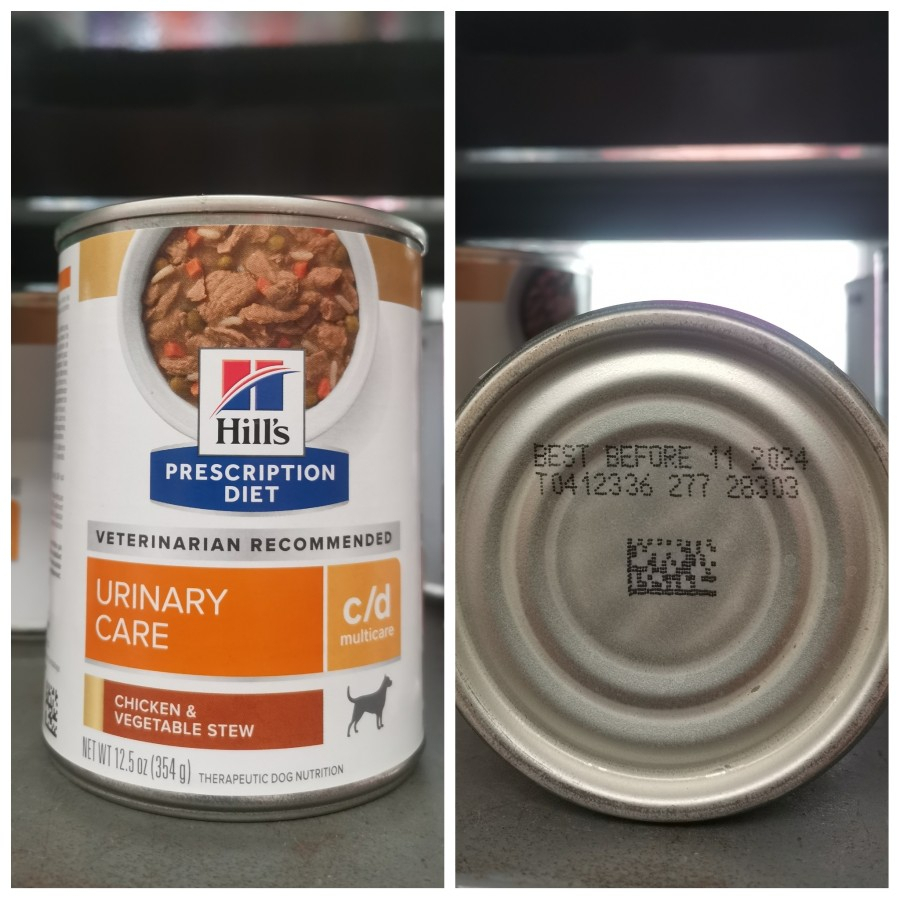 Hill's
PRESCRIPTION
DIET
VETERINARIAN RECOMMENDED
URINARY
CARE
c/d
multicare
CHICKEN &
VEGETABLE STEW
NET WT 12.5 oz (354 g) THERAPEUTIC DOG NUTRITION
BEST BEFORE 11 2024
T0412336 277 28303